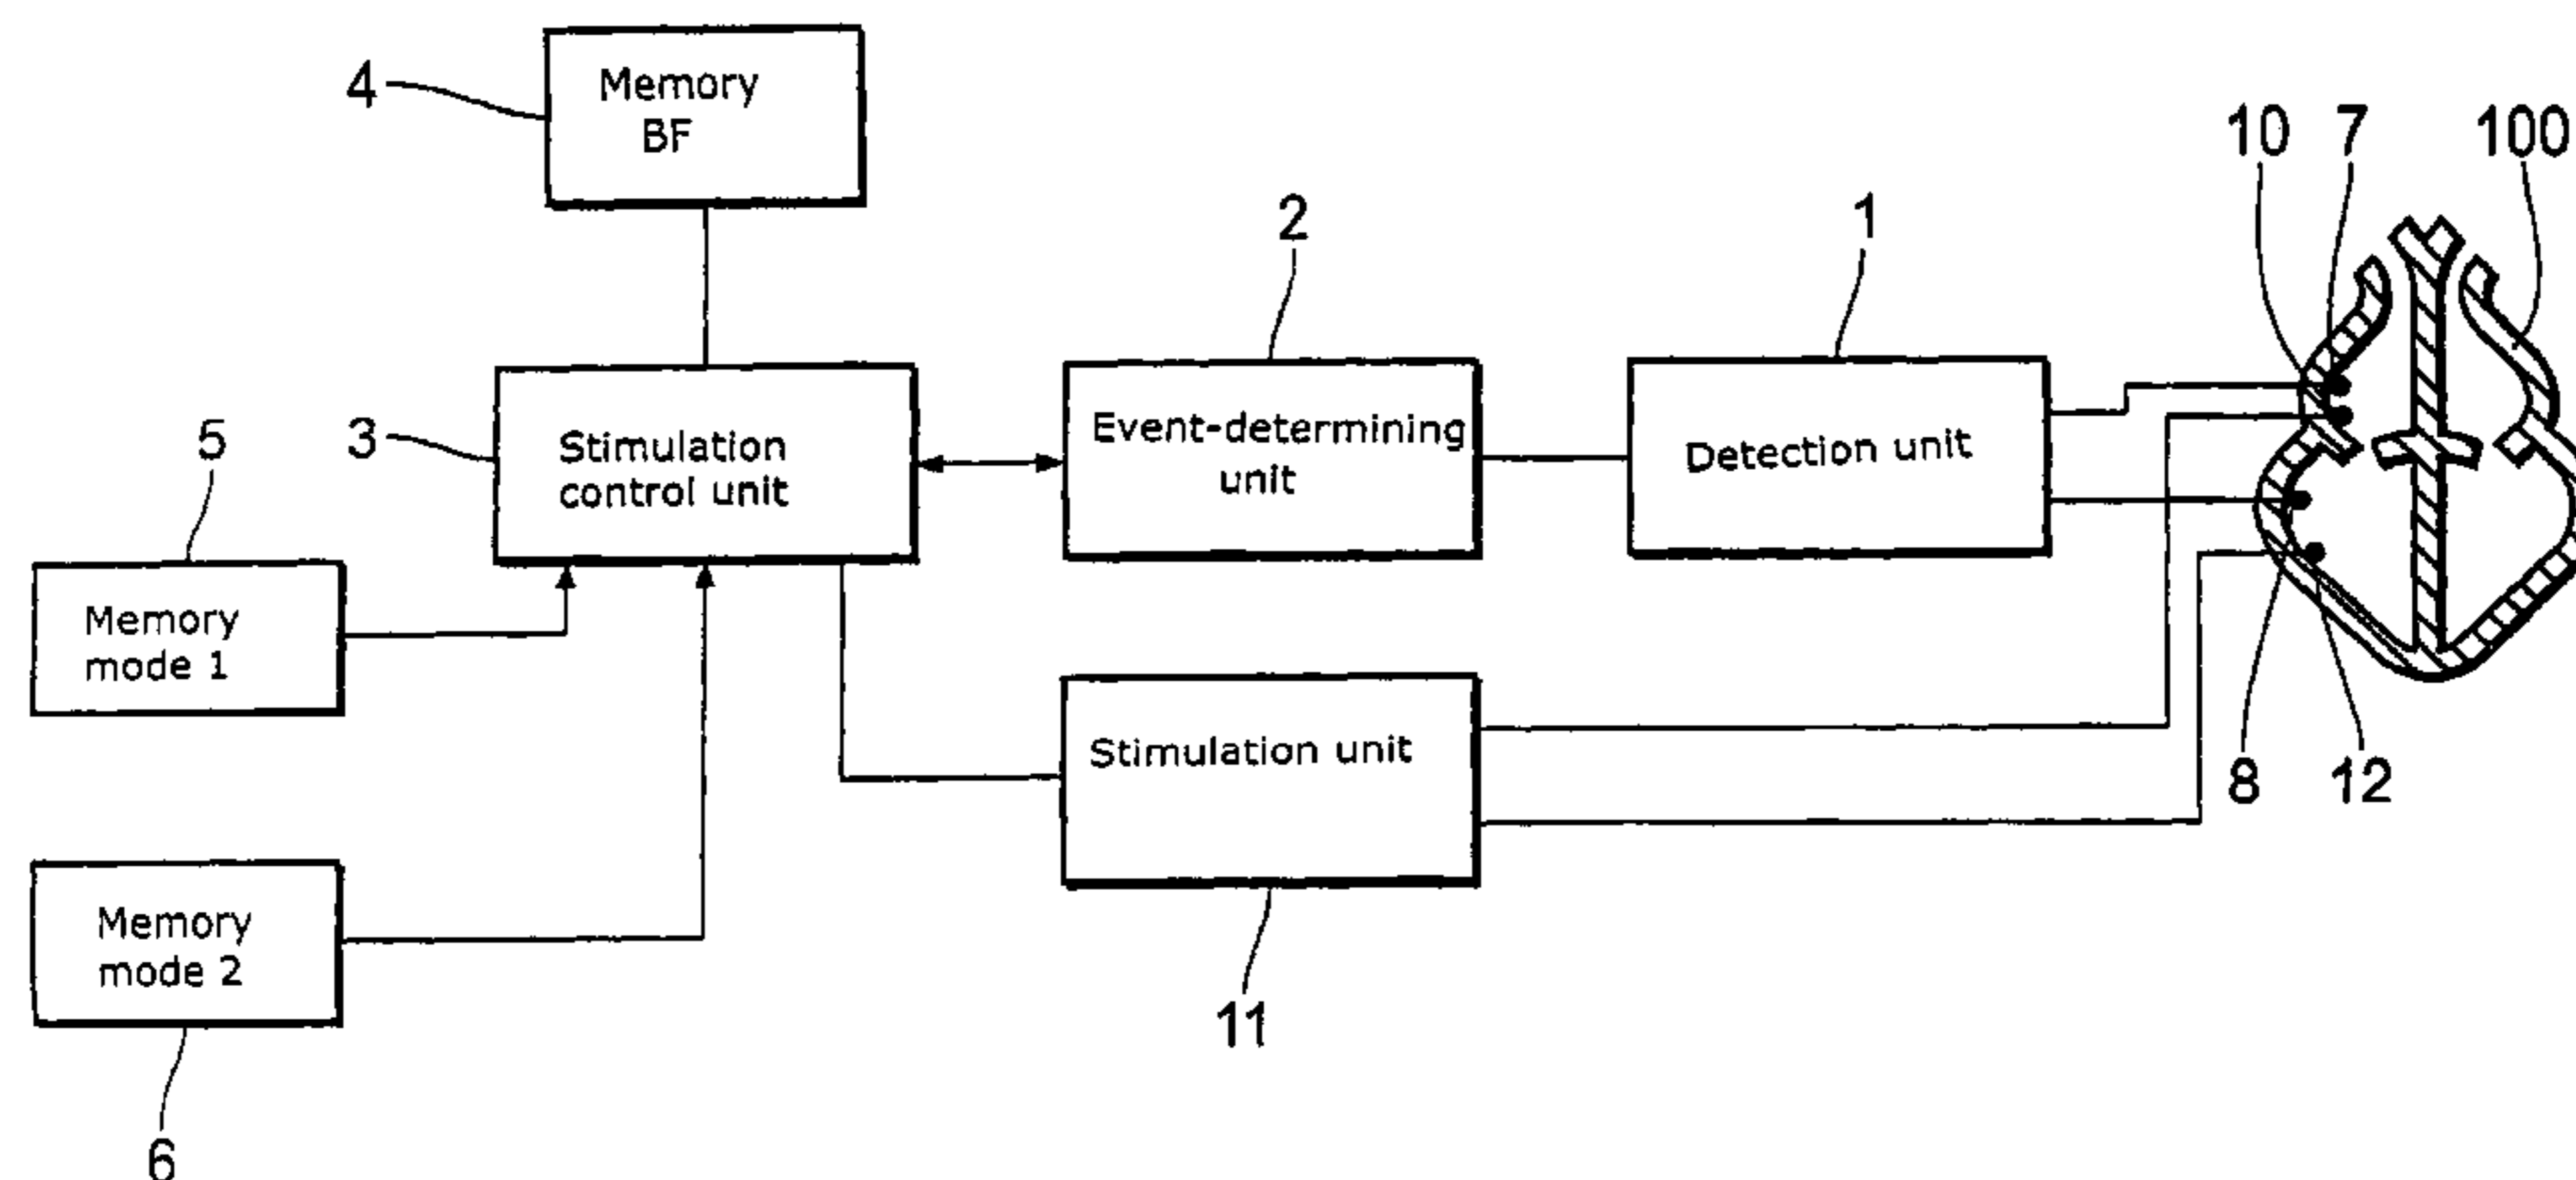 4
Memory
BF
10
7
100
2
1
5
3
Stimulation
control unit
Event-determining
unit
Detection unit
Memory
mode 1
Stimulation unit
8
12
Memory
mode 2
11
6